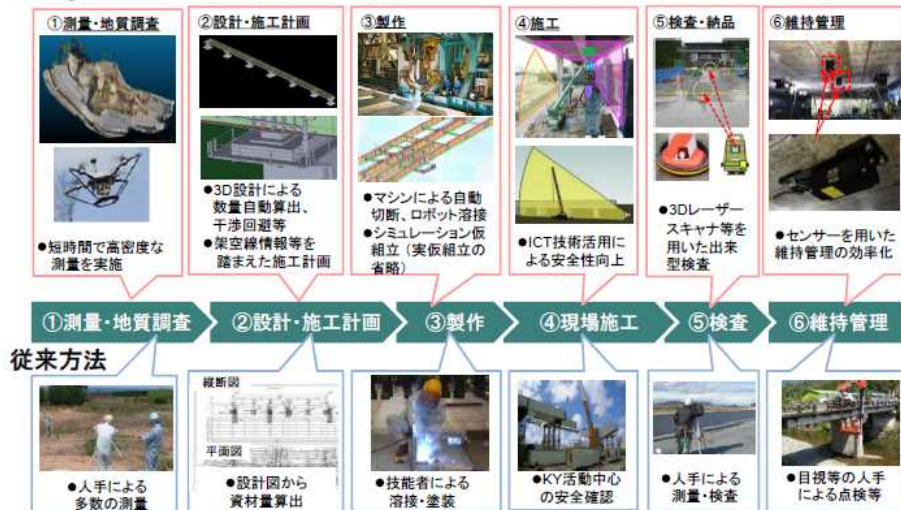 ①測量・地質調査
②設計・施工計画
③製作
④施工
⑤検査・納品
⑥維持管理
●短時間で高密度な
測量を実施
●3D設計による
数量自動算出、
干渉回避等
●架空線情報等を
踏まえた施工計画
●マシンによる自動
切断、ロボット溶接
●シミュレーション仮
組立(実仮組立の
省略)
●ICT技術活用に
よる安全性向上
●3Dレーザー
スキャナ等を
用いた出来
型検査
●センサーを用いた
維持管理の効率化
①測量・地質調査
②設計・施工計画
③製作
④現場施工
⑤検査
⑥維持管理
従来方法
●人手による
多数の測量
縦断図
平面図
●設計図から
資材量算出
●技能者による
溶接・塗装
●KY活動中心
の安全確認
●人手による
測量・検査
●目視等の人手
による点検等